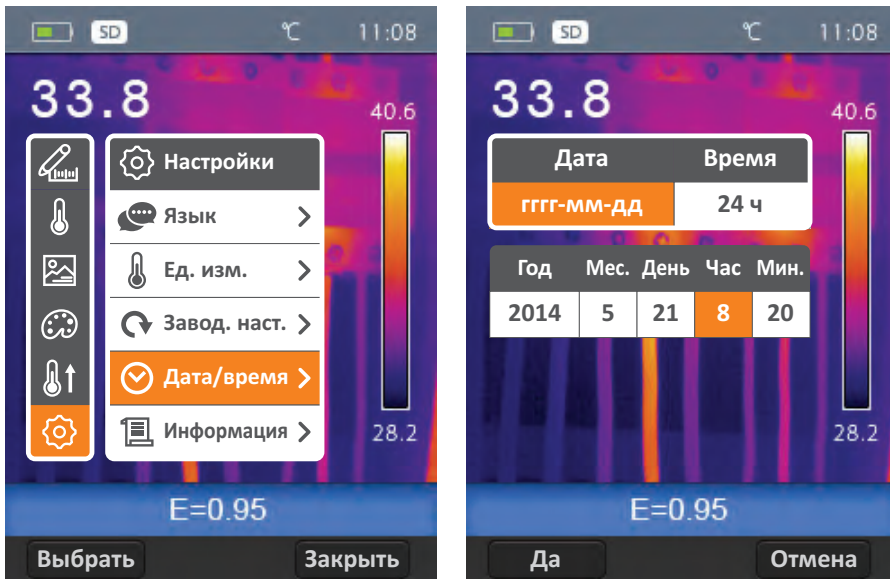 SD ℃ 11:08
33.8
40.6
Настройки
Язык
Ед. изм.
Завод. наст.
Дата/время
Информация
28.2
E=0.95
Выбрать Закрыть
SD ℃ 11:08
33.8
40.6
Дата Время
гггг-мм-дд 24 ч
Год Мес. День Час Мин.
2014 5 21 8 20
28.2
E=0.95
Да Отмена